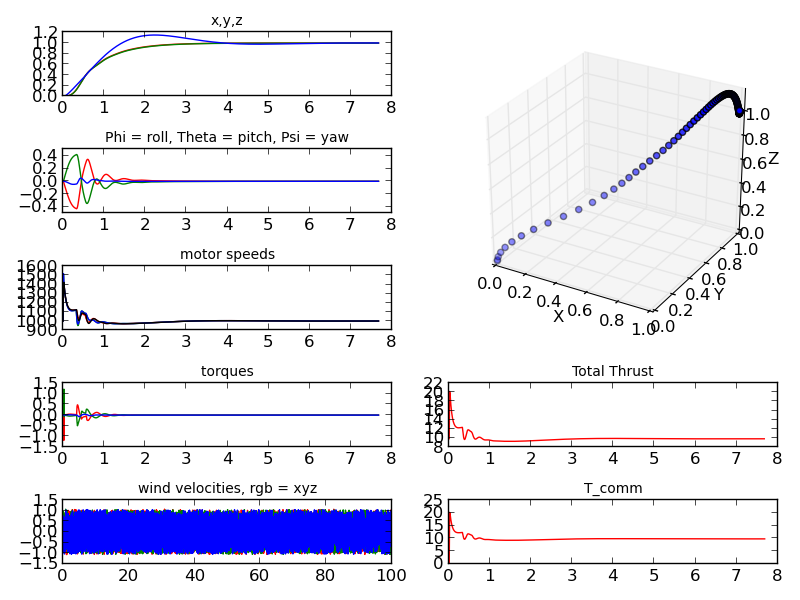 x,y,z
1.2
1.0
0.8
0.6
0.4
0.2
0.0
0 1 2 3 4 5 6 7 8
Phi = roll, Theta = pitch, Psi = yaw
0.4
0.2
0.0
−0.2
−0.4
0 1 2 3 4 5 6 7 8
motor speeds
1600
1500
1400
1300
1200
1100
1000
900
0 1 2 3 4 5 6 7 8
torques
1.5
1.0
0.5
0.0
−0.5
−1.0
−1.5
0 1 2 3 4 5 6 7 8
wind velocities, rgb = xyz
1.5
1.0
0.5
0.0
−0.5
−1.0
−1.5
0 20 40 60 80 100
1.0
0.8
0.6
Z
0.4
0.2
0.0
0.0 0.2 0.4 0.6 0.8 1.0
X
0.0 0.2 0.4 0.6 0.8 1.0
Y
Total Thrust
22
20
18
16
14
12
10
8
0 1 2 3 4 5 6 7 8
T_comm
25
20
15
10
5
0
0 1 2 3 4 5 6 7 8